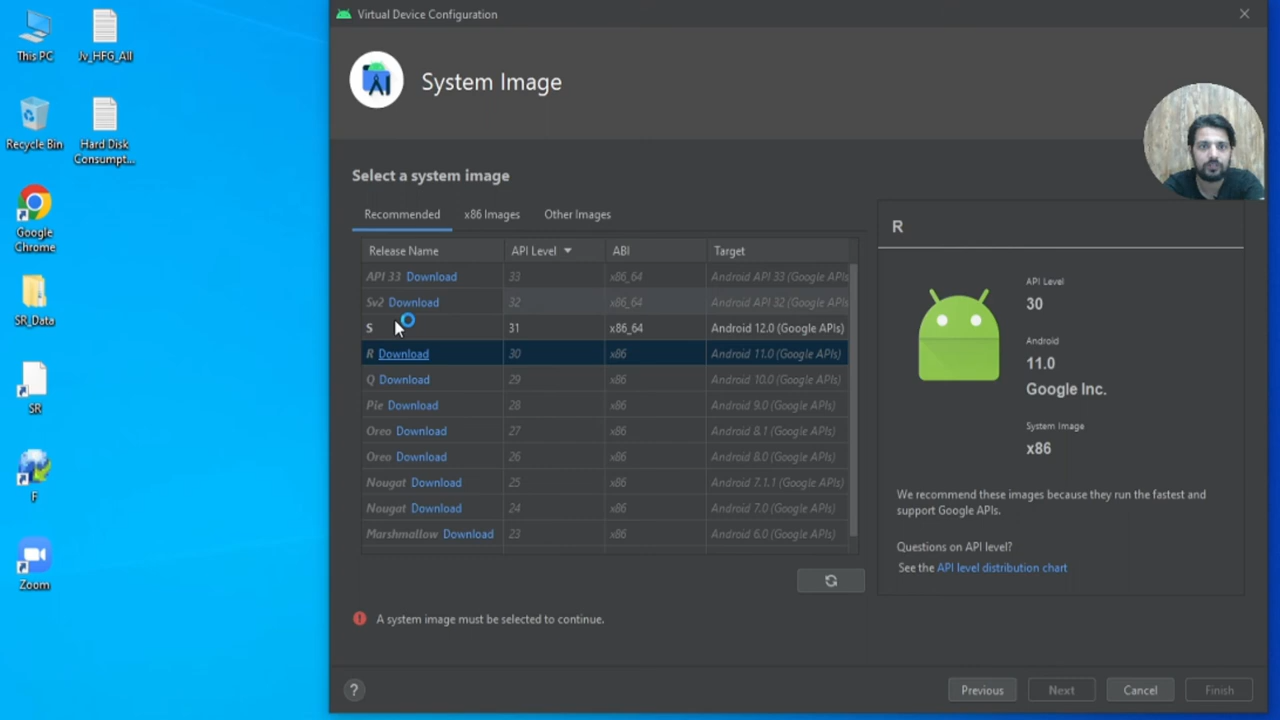 This PC
Jv_HFG_All
Recycle Bin
Hard Disk
Consumpt...
Google
Chrome
SR_Data
SR
F
Zoom
Virtual Device Configuration
System Image
Select a system image
Recommended x86 Images Other Images
Release Name API Level ABI Target
API 33 Download 33 x86_64 Android API 33 (Google APIs
Sv2 Download 32 x86_64 Android API 32 (Google APIs
S 31 x86_64 Android 12.0 (Google APIs)
R Download 30 x86 Android 11.0 (Google APIs)
Q Download 29 x86 Android 10.0 (Google APIs)
Pie Download 28 x86 Android 9.0 (Google APIs)
Oreo Download 27 x86 Android 8.1 (Google APIs)
Oreo Download 26 x86 Android 8.0 (Google APIs)
Nougat Download 25 x86 Android 7.1.1 (Google APIs)
Nougat Download 24 x86 Android 7.0 (Google APIs)
Marshmallow Download 23 x86 Android 6.0 (Google APIs)
R
API Level
30
Android
11.0
Google Inc.
System Image
x86
We recommend these images because they run the fastest and
support Google APIs.
Questions on API level?
See the API level distribution chart
A system image must be selected to continue.
? Previous Next Cancel Finish